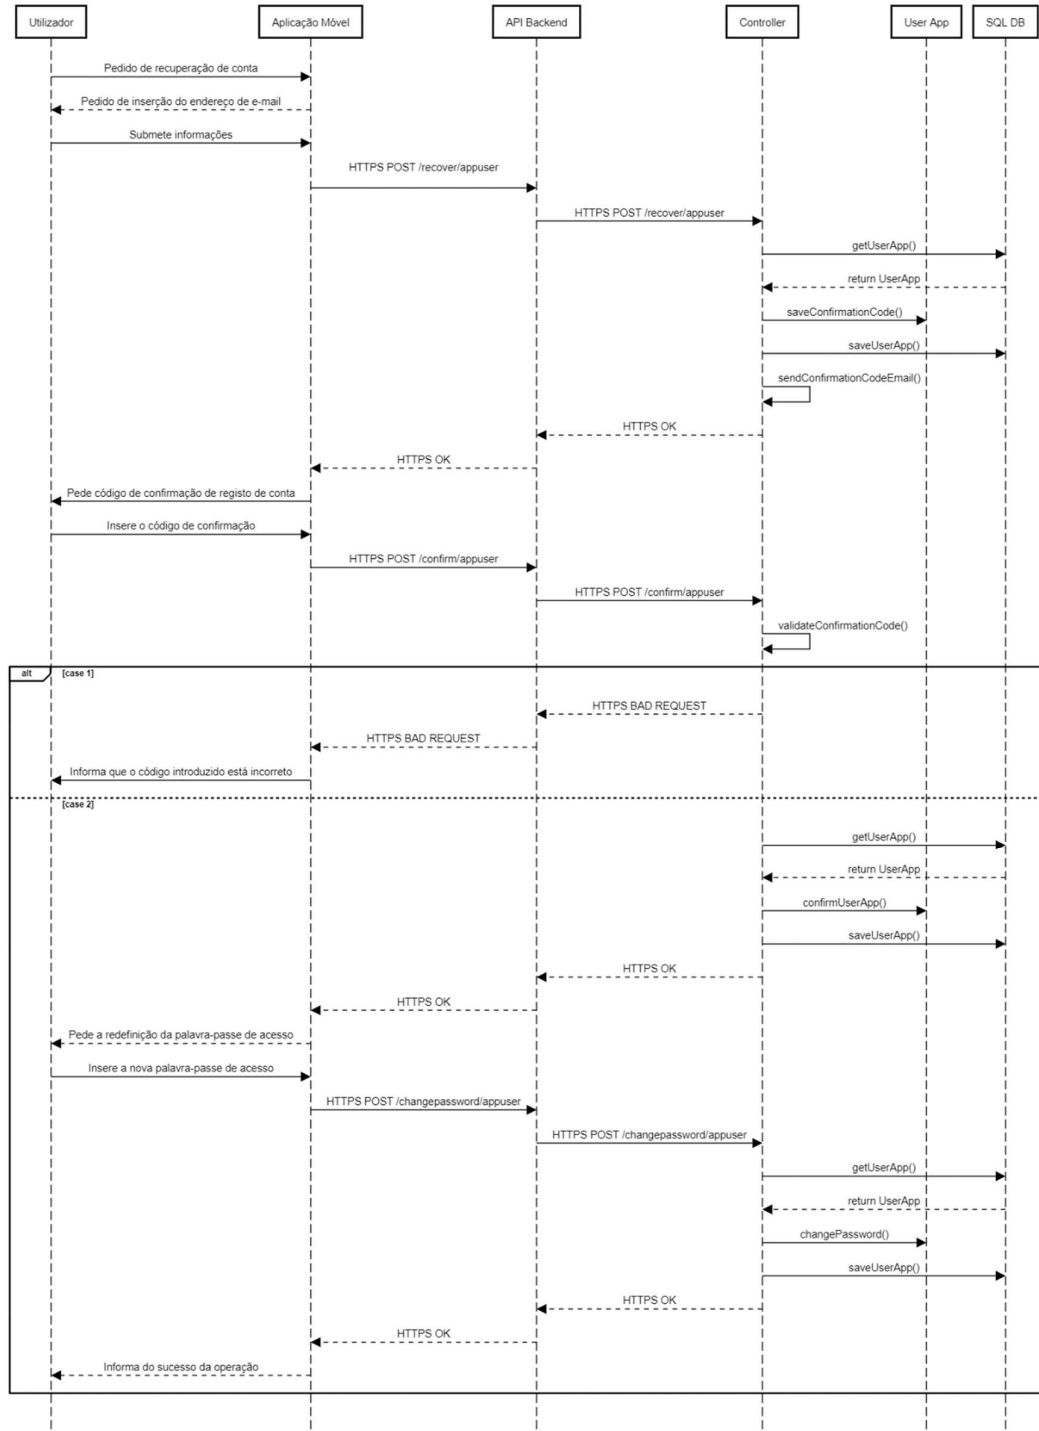 Utilizador
Aplicação Móvel
API Backend
Controller
User App
SQL DB
Pedido de recuperação de conta
Pedido de inserção do endereço de e-mail
Submete informações
HTTPS POST /recover/appuser
HTTPS POST /recover/appuser
getUserApp()
return UserApp
saveConfirmationCode()
saveUserApp()
sendConfirmationCodeEmail()
HTTPS OK
HTTPS OK
Pede código de confirmação de registo de conta
Insere o código de confirmação
HTTPS POST /confirm/appuser
HTTPS POST /confirm/appuser
validateConfirmationCode()
alt
[case 1]
HTTPS BAD REQUEST
HTTPS BAD REQUEST
Informa que o código introduzido está incorreto
[case 2]
getUserApp()
return UserApp
confirmUserApp()
saveUserApp()
HTTPS OK
HTTPS OK
Pede a redefinição da palavra-passe de acesso
Insere a nova palavra-passe de acesso
HTTPS POST /changepassword/appuser
HTTPS POST /changepassword/appuser
getUserApp()
return UserApp
changePassword()
saveUserApp()
HTTPS OK
HTTPS OK
Informa do sucesso da operação